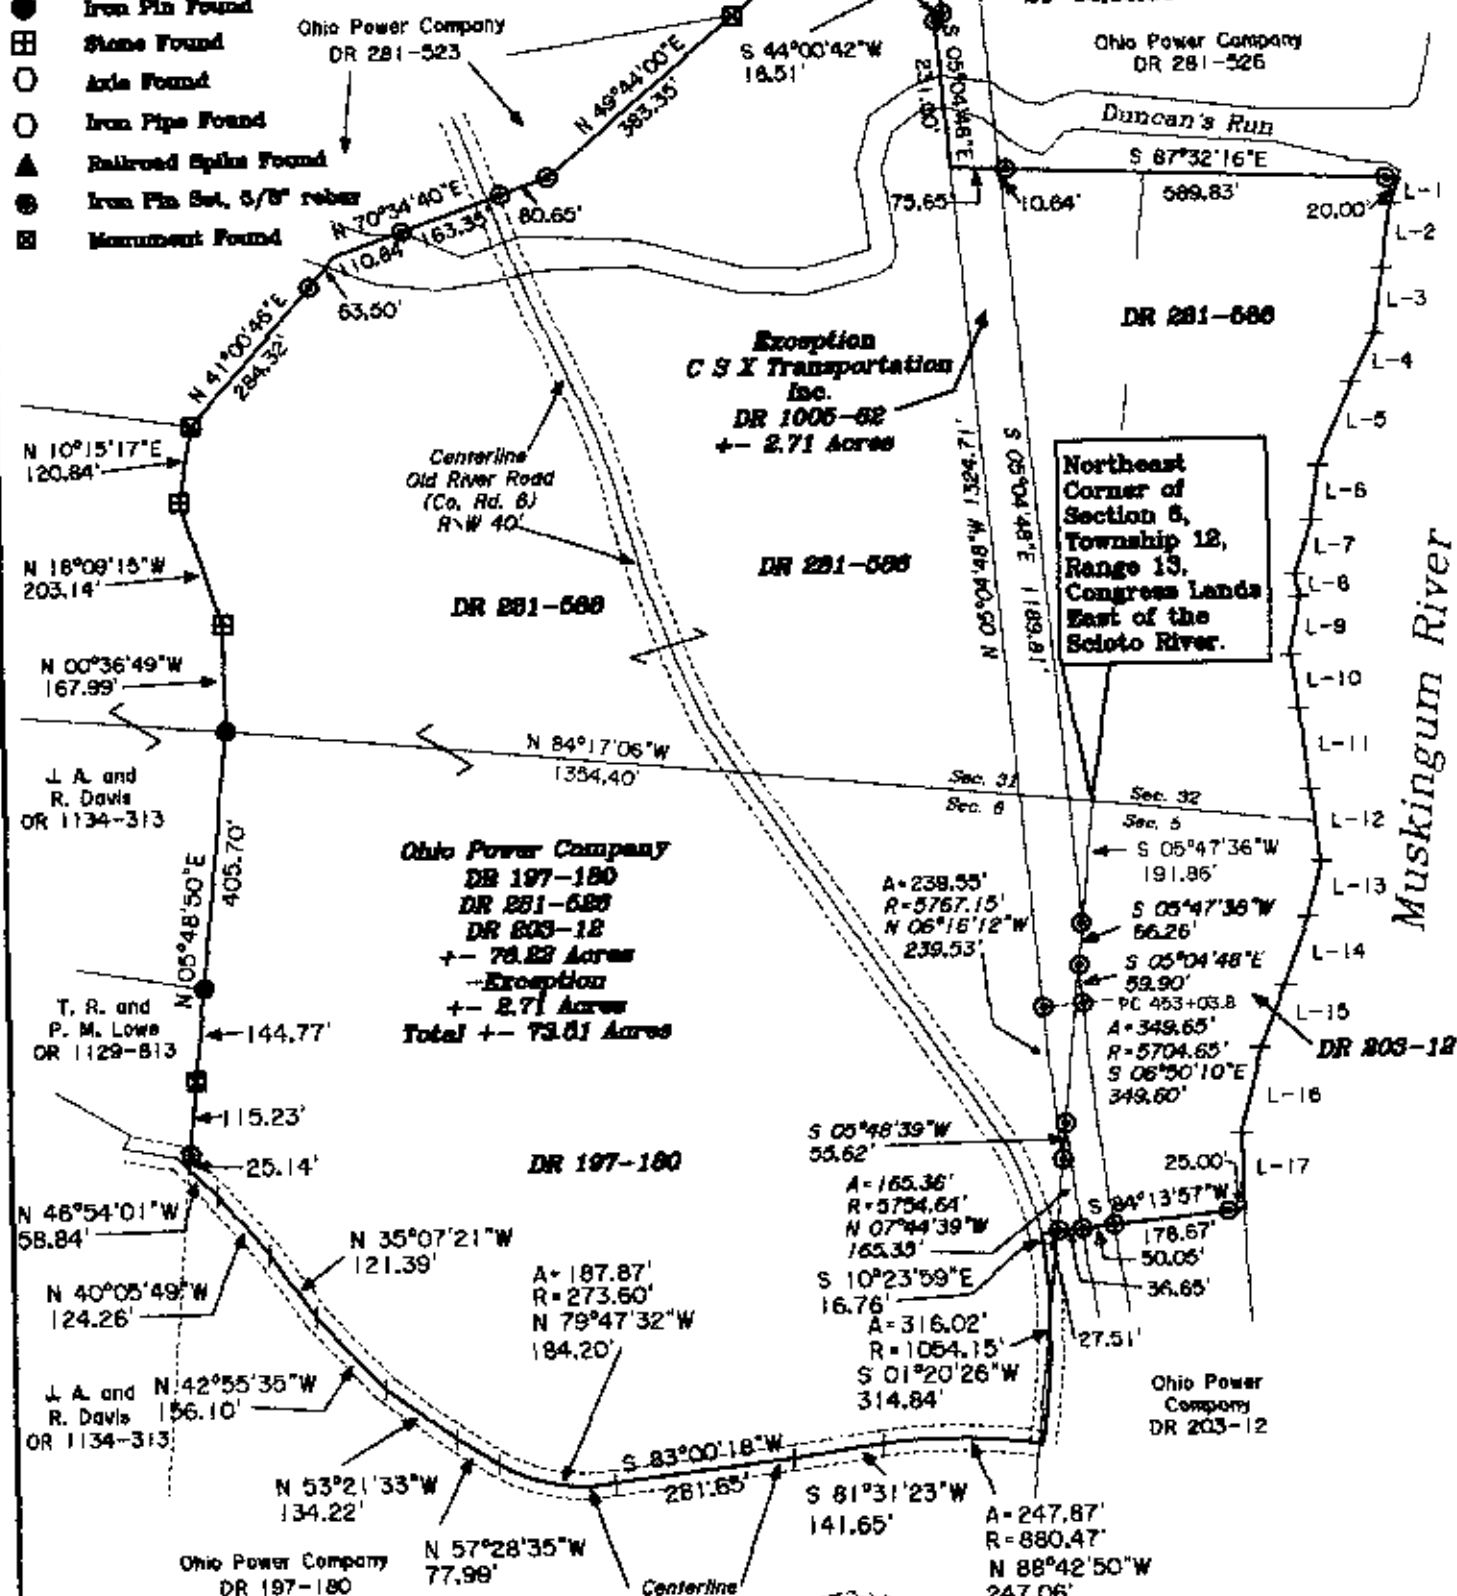 Iron Pin Found
Stone Found
Axle Found
Iron Pipe Found
Railroad Spike Found
Iron Pin Set, 5/8" rebar
Monument Found
Ohio Power Company
DR 281-523
N 49°44'00"E
383.35'
S 44°00'42"W
18.51'
S 05°04'48"E
Ohio Power Company
DR 281-526
Duncan's Run
S 87°32'16"E
589.83'
75.65'
10.64'
20.00'
L-1
L-2
L-3
L-4
L-5
L-6
L-7
L-8
L-9
L-10
L-11
L-12
L-13
L-14
L-15
L-16
L-17
N 70°34'40"E
110.84'
163.35'
80.65'
63.50'
N 41°00'46"E
284.32'
N 10°15'17"E
120.84'
N 18°09'15"W
203.14'
N 00°36'49"W
167.99'
Exception
C S X Transportation
Inc.
DR 1005-62
+- 2.71 Acres
DR 281-586
Centerline
Old River Road
(Co. Rd. 6)
R\W 40'
DR 281-586
DR 281-586
N 05°04'48"W 1324.71'
S 05°04'48"E 1189.81'
Northeast
Corner of
Section 6,
Township 12,
Range 13,
Congress Lands
East of the
Scioto River.
Muskingum River
N 84°17'06"W
1354.40'
Sec. 31
Sec. 6
Sec. 32
Sec. 5
J. A. and
R. Davis
OR 1134-313
N 05°48'50"E
405.70'
Ohio Power Company
DR 197-180
DR 281-526
DR 203-12
+- 76.22 Acres
-Exception
+- 2.71 Acres
Total +- 73.51 Acres
S 05°47'36"W
191.86'
S 05°47'36"W
66.26'
S 05°04'48"E
59.90'
PC 453+03.8
A=349.65'
R=5704.65'
S 06°50'10"E
349.60'
DR 203-12
A=239.55'
R=5767.15'
N 06°16'12"W
239.53'
T. R. and
P. M. Lowe
OR 1129-813
144.77'
115.23'
25.14'
DR 197-180
S 05°48'39"W
55.62'
A=165.36'
R=5754.64'
N 07°44'39"W
165.35'
25.00'
S 84°13'57"W
178.67'
50.05'
36.65'
27.51'
S 10°23'59"E
16.76'
A=316.02'
R=1054.15'
S 01°20'26"W
314.84'
N 46°54'01"W
58.84'
N 40°05'49"W
124.26'
N 35°07'21"W
121.39'
A=187.87'
R=273.60'
N 79°47'32"W
184.20'
J. A. and
R. Davis
OR 1134-313
N 42°55'35"W
156.10'
N 53°21'33"W
134.22'
N 57°28'35"W
77.99'
S 83°00'18"W
281.65'
S 81°31'23"W
141.65'
A=247.87'
R=880.47'
N 88°42'50"W
247.06'
Ohio Power
Company
DR 203-12
Ohio Power Company
DR 197-180
Centerline